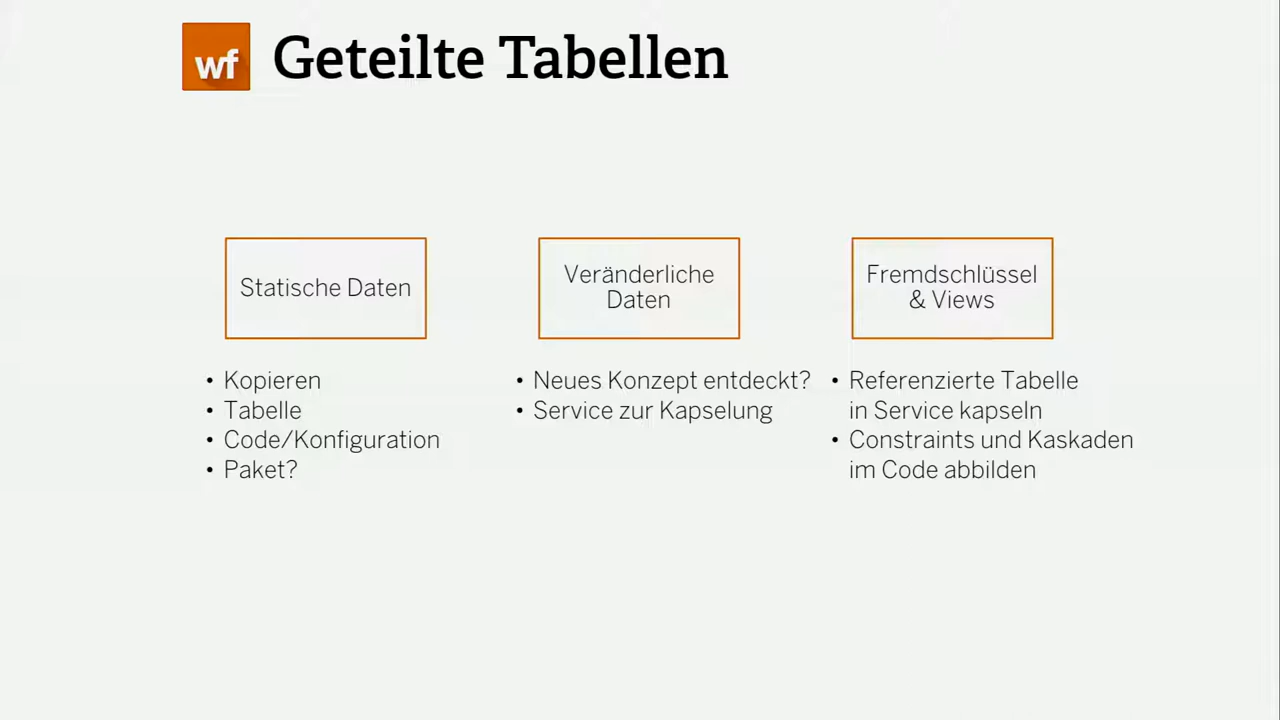 wf
Geteilte Tabellen
Statische Daten
• Kopieren
• Tabelle
• Code/Konfiguration
• Paket?
Veränderliche
Daten
• Neues Konzept entdeckt?
• Service zur Kapselung
Fremdschlüssel
& Views
• Referenzierte Tabelle
in Service kapseln
• Constraints und Kaskaden
im Code abbilden